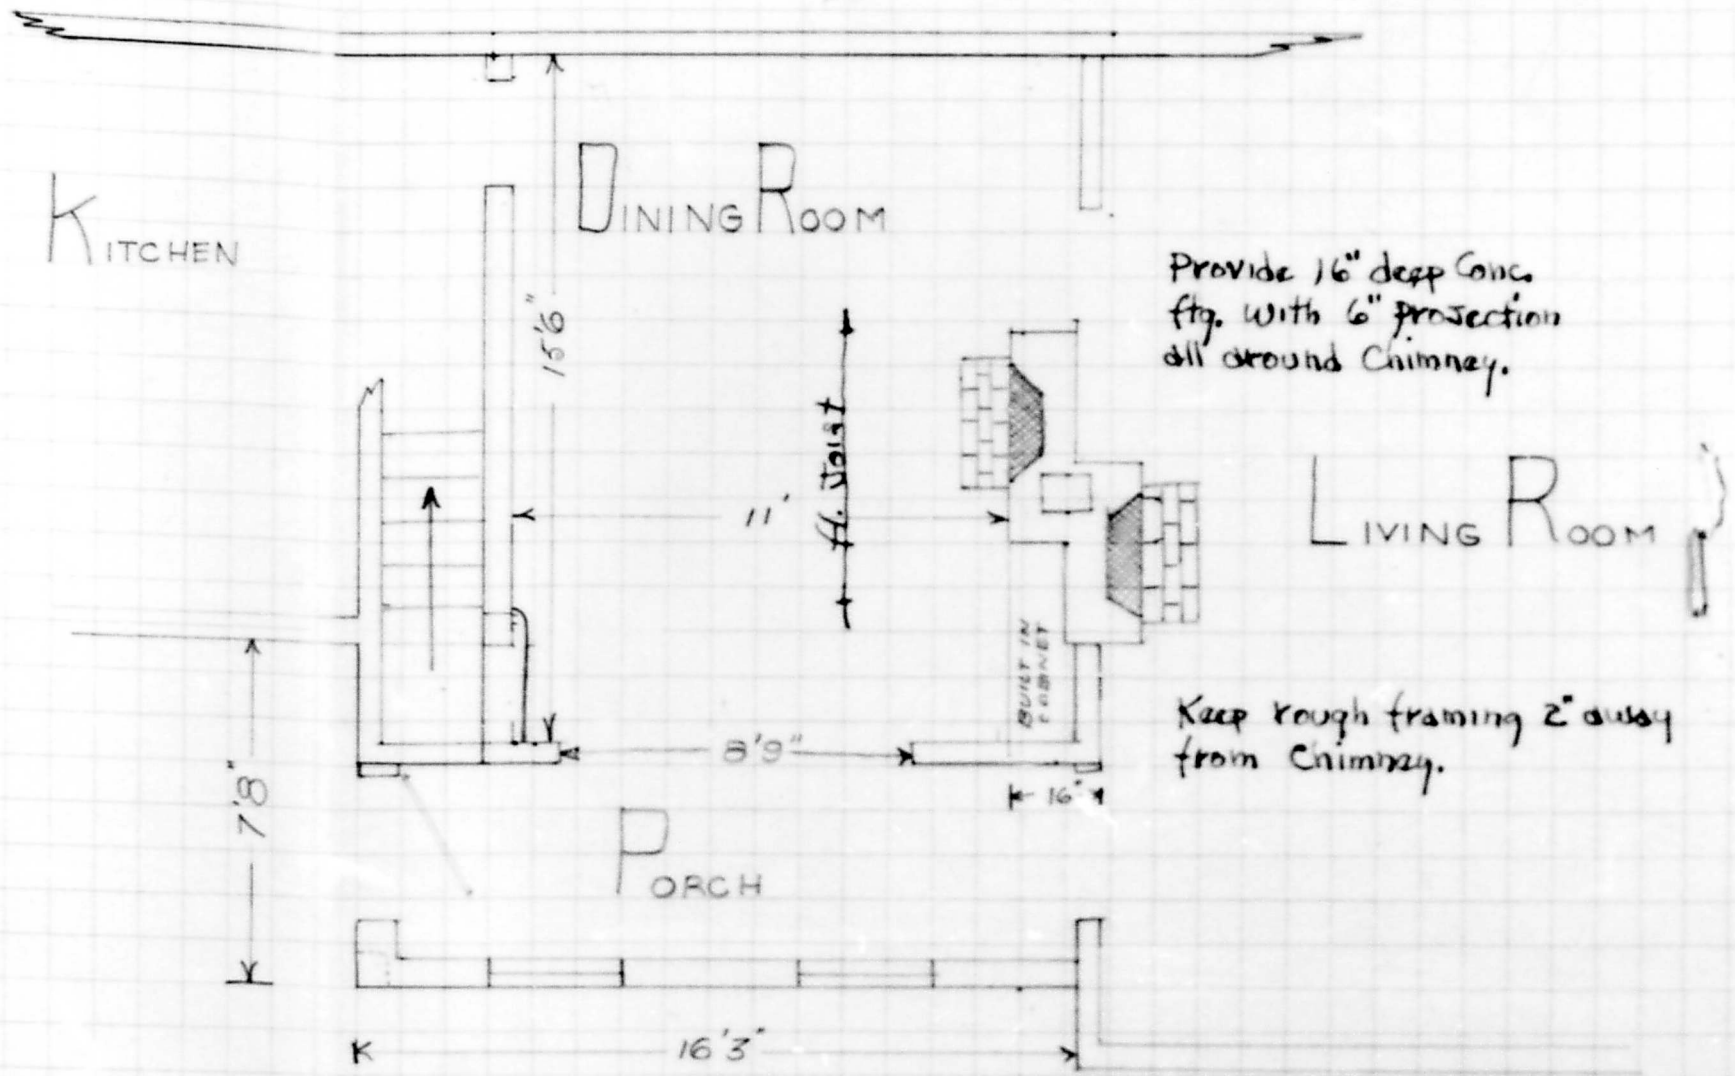 KITCHEN
DINING ROOM
15'6"
Provide 16" deep Conc.
ftg. With 6" Projection
all around Chimney.
fl. Joist
11'
LIVING ROOM
BUILT IN
CABINET
Keep rough framing 2" away
from Chimney.
8'9"
16"
7'8"
PORCH
16'3"